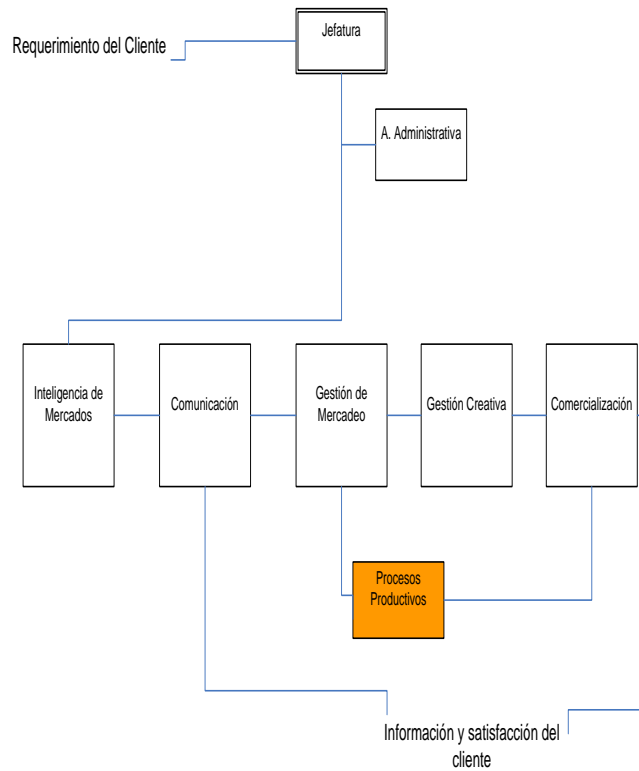 Jefatura
Requerimiento del Cliente
A. Administrativa
Inteligencia de
Mercados
Comunicación
Gestión de
Mercadeo
Gestión Creativa
Comercialización
Procesos
Productivos
Información y satisfacción del
cliente